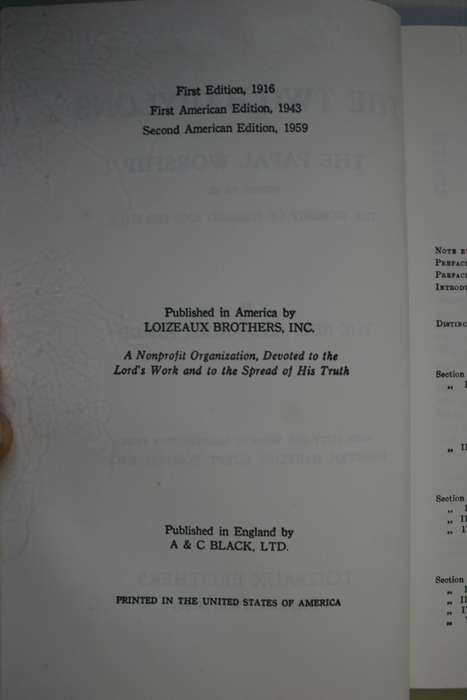 First Edition, 1916
First American Edition, 1943
Second American Edition, 1959
Published in America by
LOIZEAUX BROTHERS, INC.
A Nonprofit Organization, Devoted to the
Lord's Work and to the Spread of His Truth
Published in England by
A & C BLACK, LTD.
PRINTED IN THE UNITED STATES OF AMERICA
NOTE
Section
Section
Section